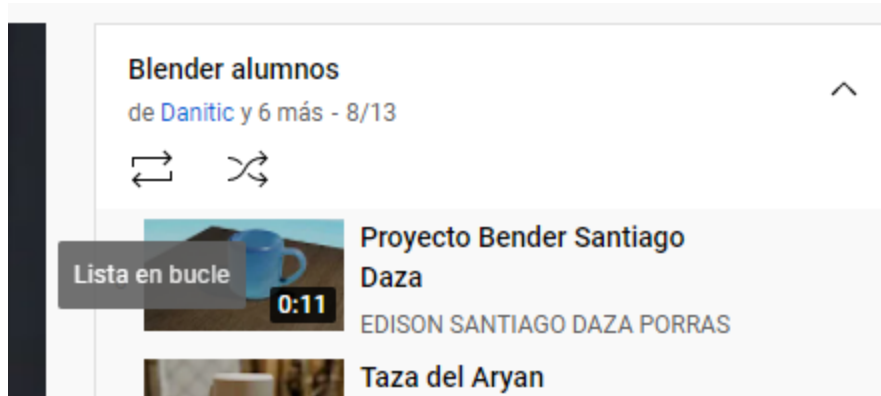 Blender alumnos
de Danitic y 6 más - 8/13
Proyecto Bender Santiago
Daza
Lista en bucle
0:11
EDISON SANTIAGO DAZA PORRAS
Taza del Aryan